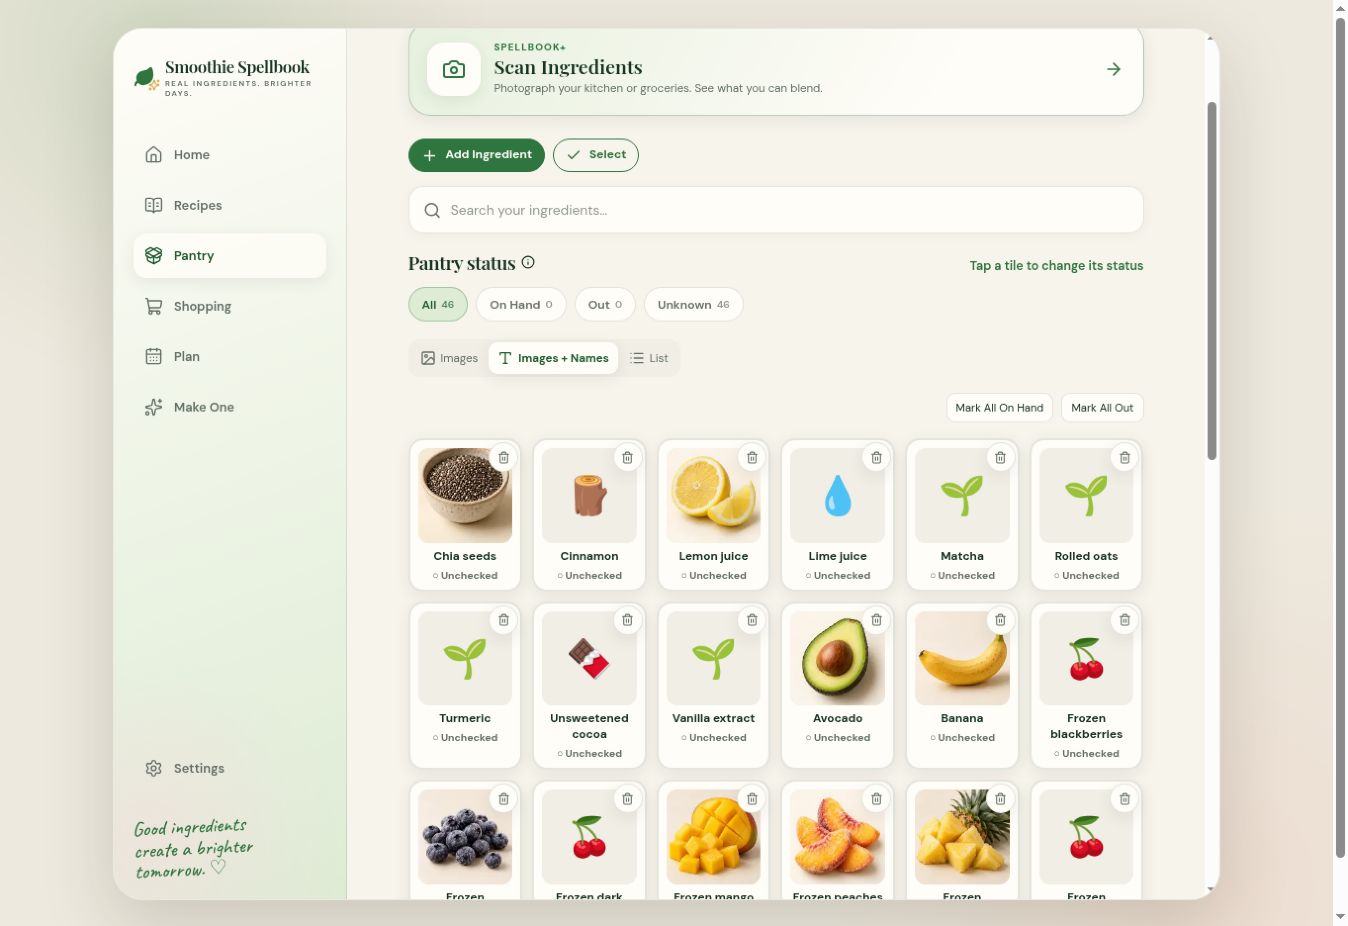 Smoothie Spellbook
REAL INGREDIENTS. BRIGHTER
DAYS.
Home
Recipes
Pantry
Shopping
Plan
Make One
Settings
Good ingredients
create a brighter
tomorrow. ♡
SPELLBOOK+
Scan Ingredients
Photograph your kitchen or groceries. See what you can blend.
Add Ingredient
Select
Search your ingredients...
Pantry status
Tap a tile to change its status
All 46
On Hand 0
Out 0
Unknown 46
Images
Images + Names
List
Mark All On Hand
Mark All Out
Chia seeds
○ Unchecked
Cinnamon
○ Unchecked
Lemon juice
○ Unchecked
Lime juice
○ Unchecked
Matcha
○ Unchecked
Rolled oats
○ Unchecked
Turmeric
○ Unchecked
Unsweetened
cocoa
○ Unchecked
Vanilla extract
○ Unchecked
Avocado
○ Unchecked
Banana
○ Unchecked
Frozen
blackberries
○ Unchecked
Frozen
Frozen dark
Frozen mango
Frozen peaches
Frozen
Frozen